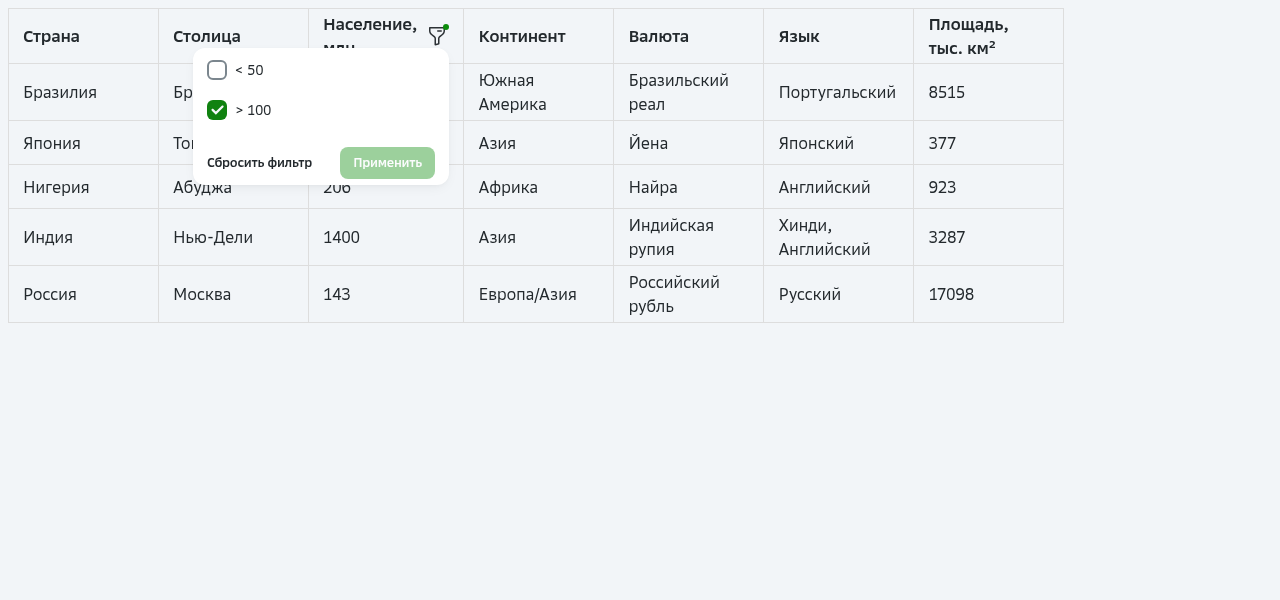 Страна Столица Население, Континент Валюта Язык Площадь, тыс. км²
< 50
> 100
Сбросить фильтр Применить
Бразилия Южная Америка Бразильский реал Португальский 8515
Япония Азия Йена Японский 377
Нигерия Абуджа 206 Африка Найра Английский 923
Индия Нью-Дели 1400 Азия Индийская рупия Хинди, Английский 3287
Россия Москва 143 Европа/Азия Российский рубль Русский 17098